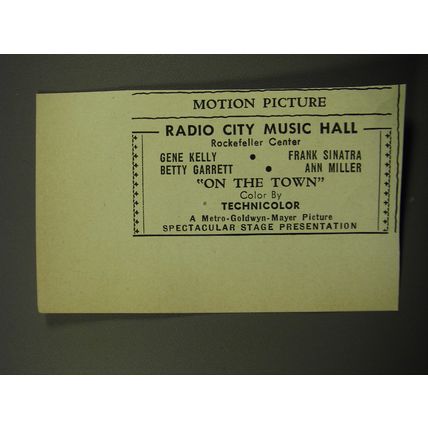 MOTION PICTURE
RADIO CITY MUSIC HALL
Rockefeller Center
GENE KELLY • FRANK SINATRA
BETTY GARRETT • ANN MILLER
"ON THE TOWN"
Color By
TECHNICOLOR
A Metro-Goldwyn-Mayer Picture
SPECTACULAR STAGE PRESENTATION